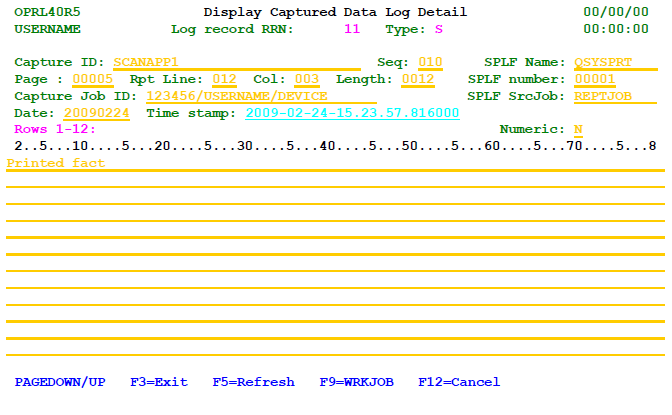 OPRL40R5 Display Captured Data Log Detail 00/00/00
USERNAME Log record RRN: 11 Type: S 00:00:00
Capture ID: SCANAPP1 Seq: 010 SPLF Name: QSYSPRT
Page : 00005 Rpt Line: 012 Col: 003 Length: 0012 SPLF number: 00001
Capture Job ID: 123456/USERNAME/DEVICE SPLF SrcJob: REPTJOB
Date: 20090224 Time stamp: 2009-02-24-15.23.57.816000
Rows 1-12: Numeric: N
2..5...10....5...20....5...30....5...40....5...50....5...60....5...70....5...8
Printed fact
PAGEDOWN/UP F3=Exit F5=Refresh F9=WRKJOB F12=Cancel